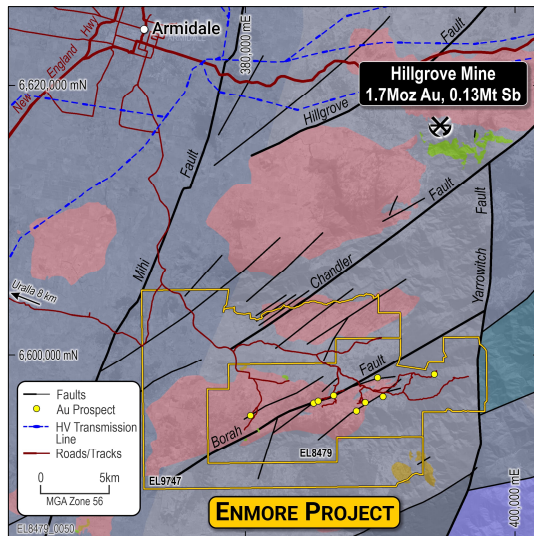 Armidale
380,000 mE
New England Hwy
6,620,000 mN
Fault
Hillgrove Mine
1.7Moz Au, 0.13Mt Sb
Hillgrove
Fault
Fault
Fault
Mihi
Chandler
Yarrowitch
Uralla 8 km
6,600,000 mN
Fault
Borah
EL8479
EL9747
Faults
Au Prospect
HV Transmission
Line
Roads/Tracks
0 5km
MGA Zone 56
EL8479_0050
ENMORE PROJECT
400,000 mE